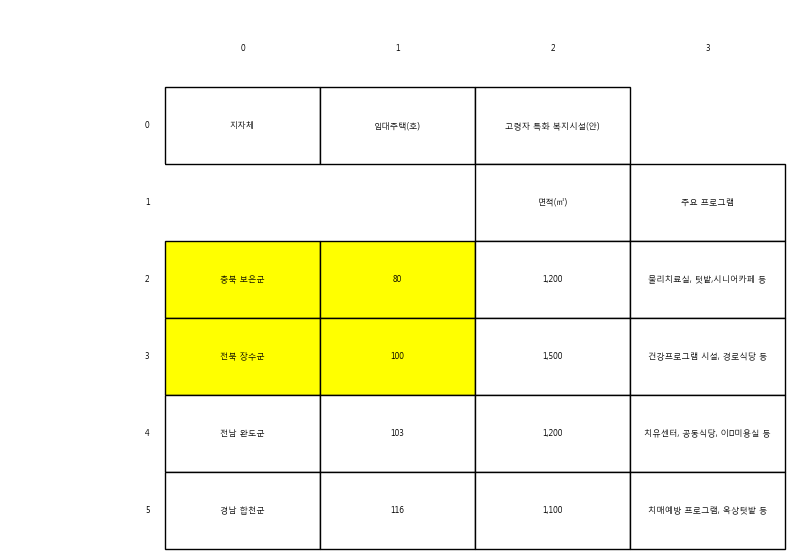 0 1 2 3
0 지자체 임대주택(호) 고령자 특화 복지시설(안)
1 면적(㎡) 주요 프로그램
2 충북 보은군 80 1,200 물리치료실, 텃밭,시니어카페 등
3 전북 장수군 100 1,500 건강프로그램 시설, 경로식당 등
4 전남 완도군 103 1,200 치유센터, 공동식당, 이□미용실 등
5 경남 합천군 116 1,100 치매예방 프로그램, 옥상텃밭 등